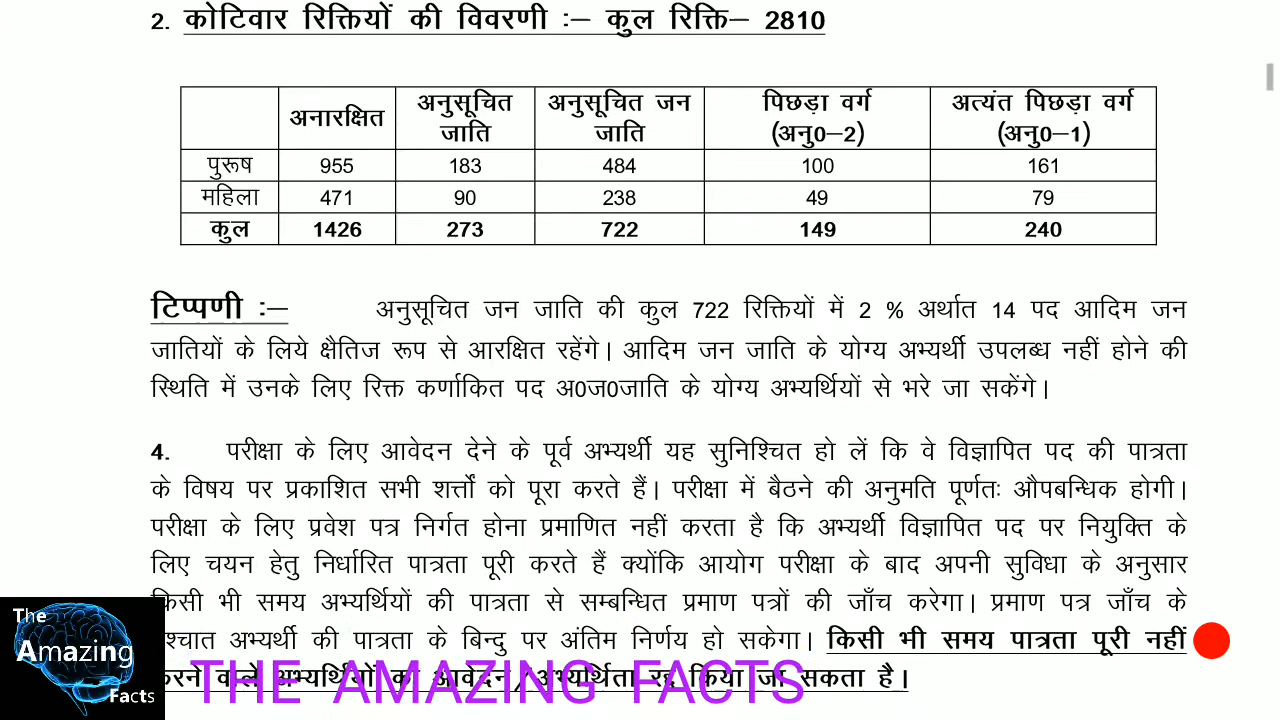 2. कोटिवार रिक्तियों की विवरणी :– कुल रिक्ति– 2810
अनारक्षित अनुसूचित जाति अनुसूचित जन जाति पिछड़ा वर्ग (अनु0–2) अत्यंत पिछड़ा वर्ग (अनु0–1)
पुरूष 955 183 484 100 161
महिला 471 90 238 49 79
कुल 1426 273 722 149 240
टिप्पणी :– अनुसूचित जन जाति की कुल 722 रिक्तियों में 2 % अर्थात 14 पद आदिम जन
जातियों के लिये क्षैतिज रूप से आरक्षित रहेंगे। आदिम जन जाति के योग्य अभ्यर्थी उपलब्ध नहीं होने की
स्थिति में उनके लिए रिक्त कर्णाकित पद अ0ज0जाति के योग्य अभ्यर्थियों से भरे जा सकेंगे।
4. परीक्षा के लिए आवेदन देने के पूर्व अभ्यर्थी यह सुनिश्चित हो लें कि वे विज्ञापित पद की पात्रता
के विषय पर प्रकाशित सभी शर्त्तों को पूरा करते हैं। परीक्षा में बैठने की अनुमति पूर्णतः औपबन्धिक होगी।
परीक्षा के लिए प्रवेश पत्र निर्गत होना प्रमाणित नहीं करता है कि अभ्यर्थी विज्ञापित पद पर नियुक्ति के
लिए चयन हेतु निर्धारित पात्रता पूरी करते हैं क्योंकि आयोग परीक्षा के बाद अपनी सुविधा के अनुसार
किसी भी समय अभ्यर्थियों की पात्रता से सम्बन्धित प्रमाण पत्रों की जाँच करेगा। प्रमाण पत्र जाँच के
श्चात अभ्यर्थी की पात्रता के बिन्दु पर अंतिम निर्णय हो सकेगा। किसी भी समय पात्रता पूरी नहीं
करने वाले अभ्यर्थियों का आवेदन/अभ्यर्थिता रद्द किया जा सकता है।
The Amazing Facts
THE AMAZING FACTS